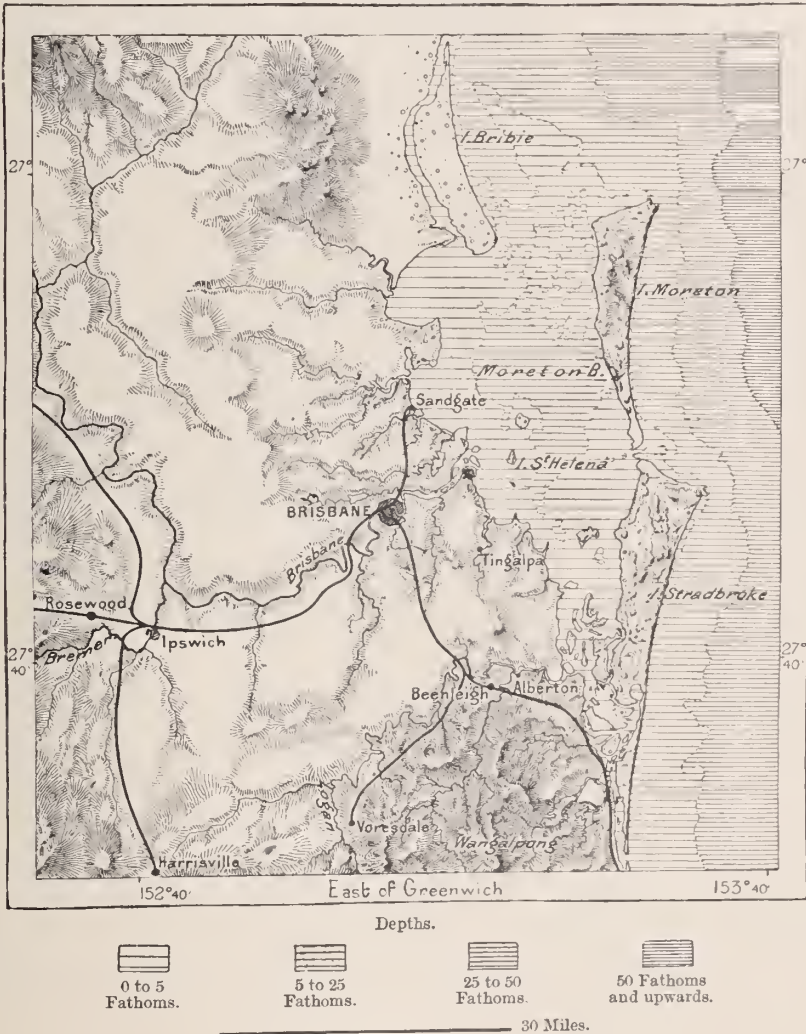 I. Bribie
27°
27°
I. Moreton
Moreton B.
Sandgate
I. St. Helena
BRISBANE
Brisbane
Tingalpa
Rosewood
I. Stradbroke
Ipswich
Bremer
27°
40'
27°
40'
Beenleigh
Alberton
Logan
Voresdale
Wangalpong
Harrisville
152°40'
East of Greenwich
153°40'
Depths.
0 to 5
Fathoms.
5 to 25
Fathoms.
25 to 50
Fathoms.
50 Fathoms
and upwards.
30 Miles.